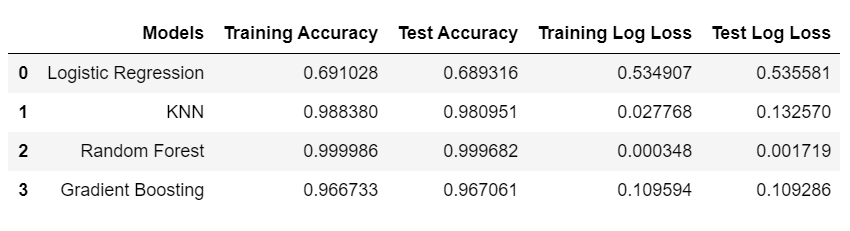 Models Training Accuracy Test Accuracy Training Log Loss Test Log Loss
0 Logistic Regression 0.691028 0.689316 0.534907 0.535581
1 KNN 0.988380 0.980951 0.027768 0.132570
2 Random Forest 0.999986 0.999682 0.000348 0.001719
3 Gradient Boosting 0.966733 0.967061 0.109594 0.109286